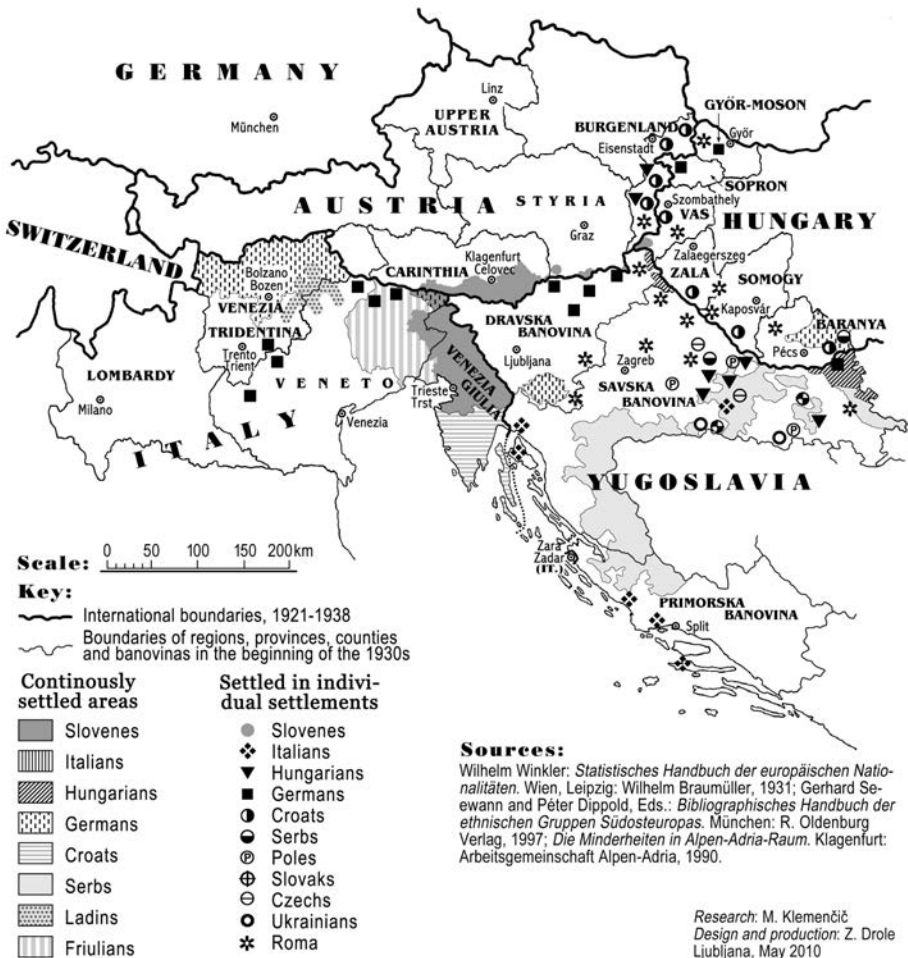 GERMANY
München
Linz
UPPER
AUSTRIA
BURGENLAND
Eisenstadt
GYÖR-MOSON
Györ
SOPRON
AUSTRIA
STYRIA
Graz
Szombathely
VAS
HUNGARY
SWITZERLAND
Klagenfurt
Celovec
CARINTHIA
Zalaegerszeg
ZALA
SOMOGY
Kaposvár
Bolzano
Bozen
VENEZIA
TRIDENTINA
Trento
Trient
DRAVSKA
BANOVINA
Ljubljana
BARANYA
Pécs
LOMBARDY
Milano
VENETO
Venezia
VENEZIA
GIULIA
Trieste
Trst
Zagreb
SAVSKA
BANOVINA
ITALY
YUGOSLAVIA
Zara
Zadar
(IT.)
PRIMORSKA
BANOVINA
Split
Scale:
0 50 100 150 200 km
Key:
International boundaries, 1921-1938
Boundaries of regions, provinces, counties
and banovinas in the beginning of the 1930s
Continously
settled areas
Slovenes
Italians
Hungarians
Germans
Croats
Serbs
Ladins
Friulians
Settled in indivi-
dual settlements
Slovenes
Italians
Hungarians
Germans
Croats
Serbs
P Poles
Slovaks
Czechs
Ukrainians
Roma
Sources:
Wilhelm Winkler: Statistisches Handbuch der europäischen Natio-
nalitäten. Wien, Leipzig: Wilhelm Braumüller, 1931; Gerhard See-
wann and Péter Dippold, Eds.: Bibliographisches Handbuch der
ethnischen Gruppen Südosteuropas. München: R. Oldenburg
Verlag, 1997; Die Minderheiten in Alpen-Adria-Raum. Klagenfurt:
Arbeitsgemeinschaft Alpen-Adria, 1990.
Research: M. Klemenčič
Design and production: Z. Drole
Ljubljana, May 2010